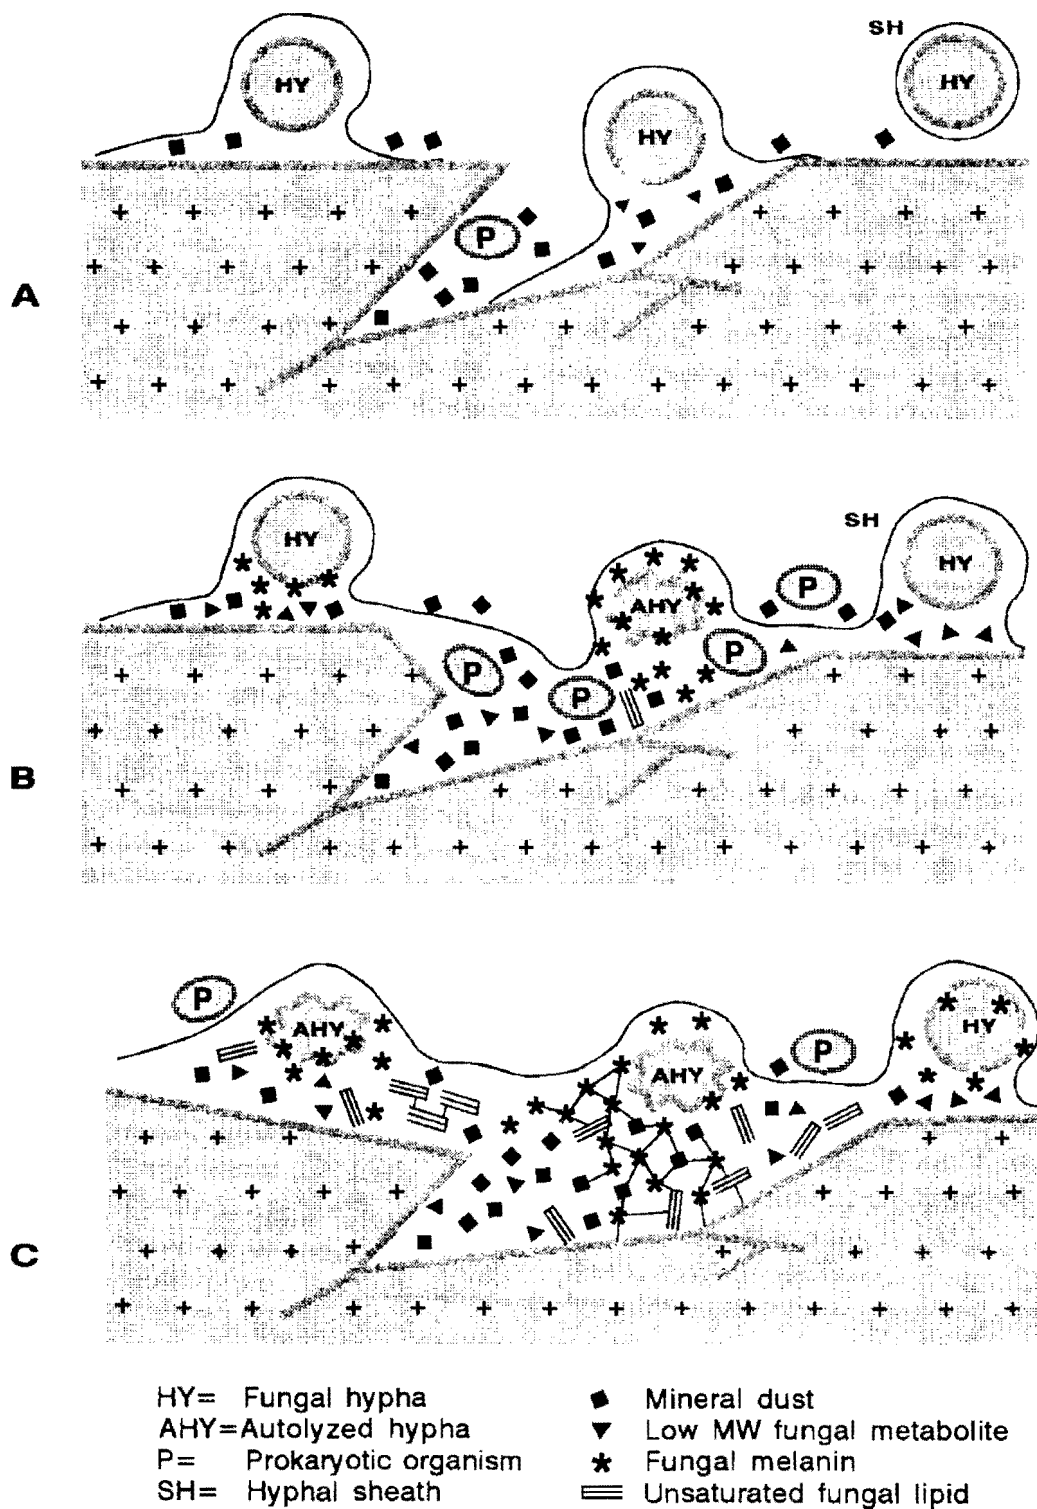 SH
HY
HY
HY
P
A
HY
SH
HY
AHY
P
P
P
P
B
P
AHY
HY
P
AHY
C
HY= Fungal hypha
AHY=Autolyzed hypha
P= Prokaryotic organism
SH= Hyphal sheath
Mineral dust
Low MW fungal metabolite
Fungal melanin
Unsaturated fungal lipid